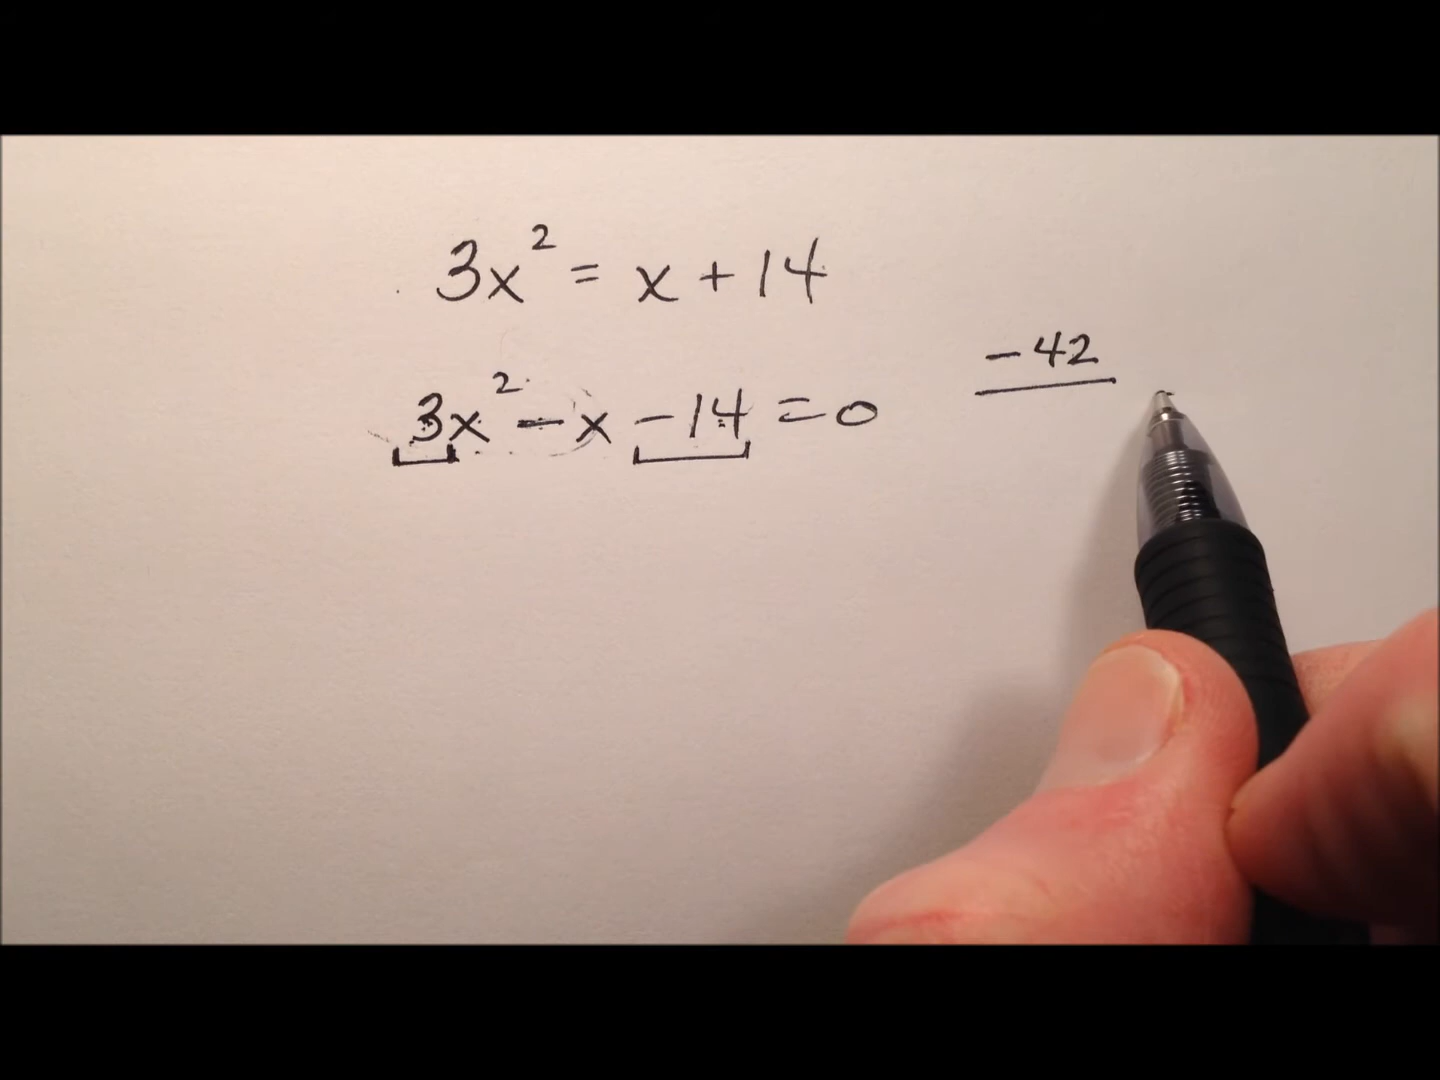 3x² = x + 14
-42
3x² - x - 14 = 0